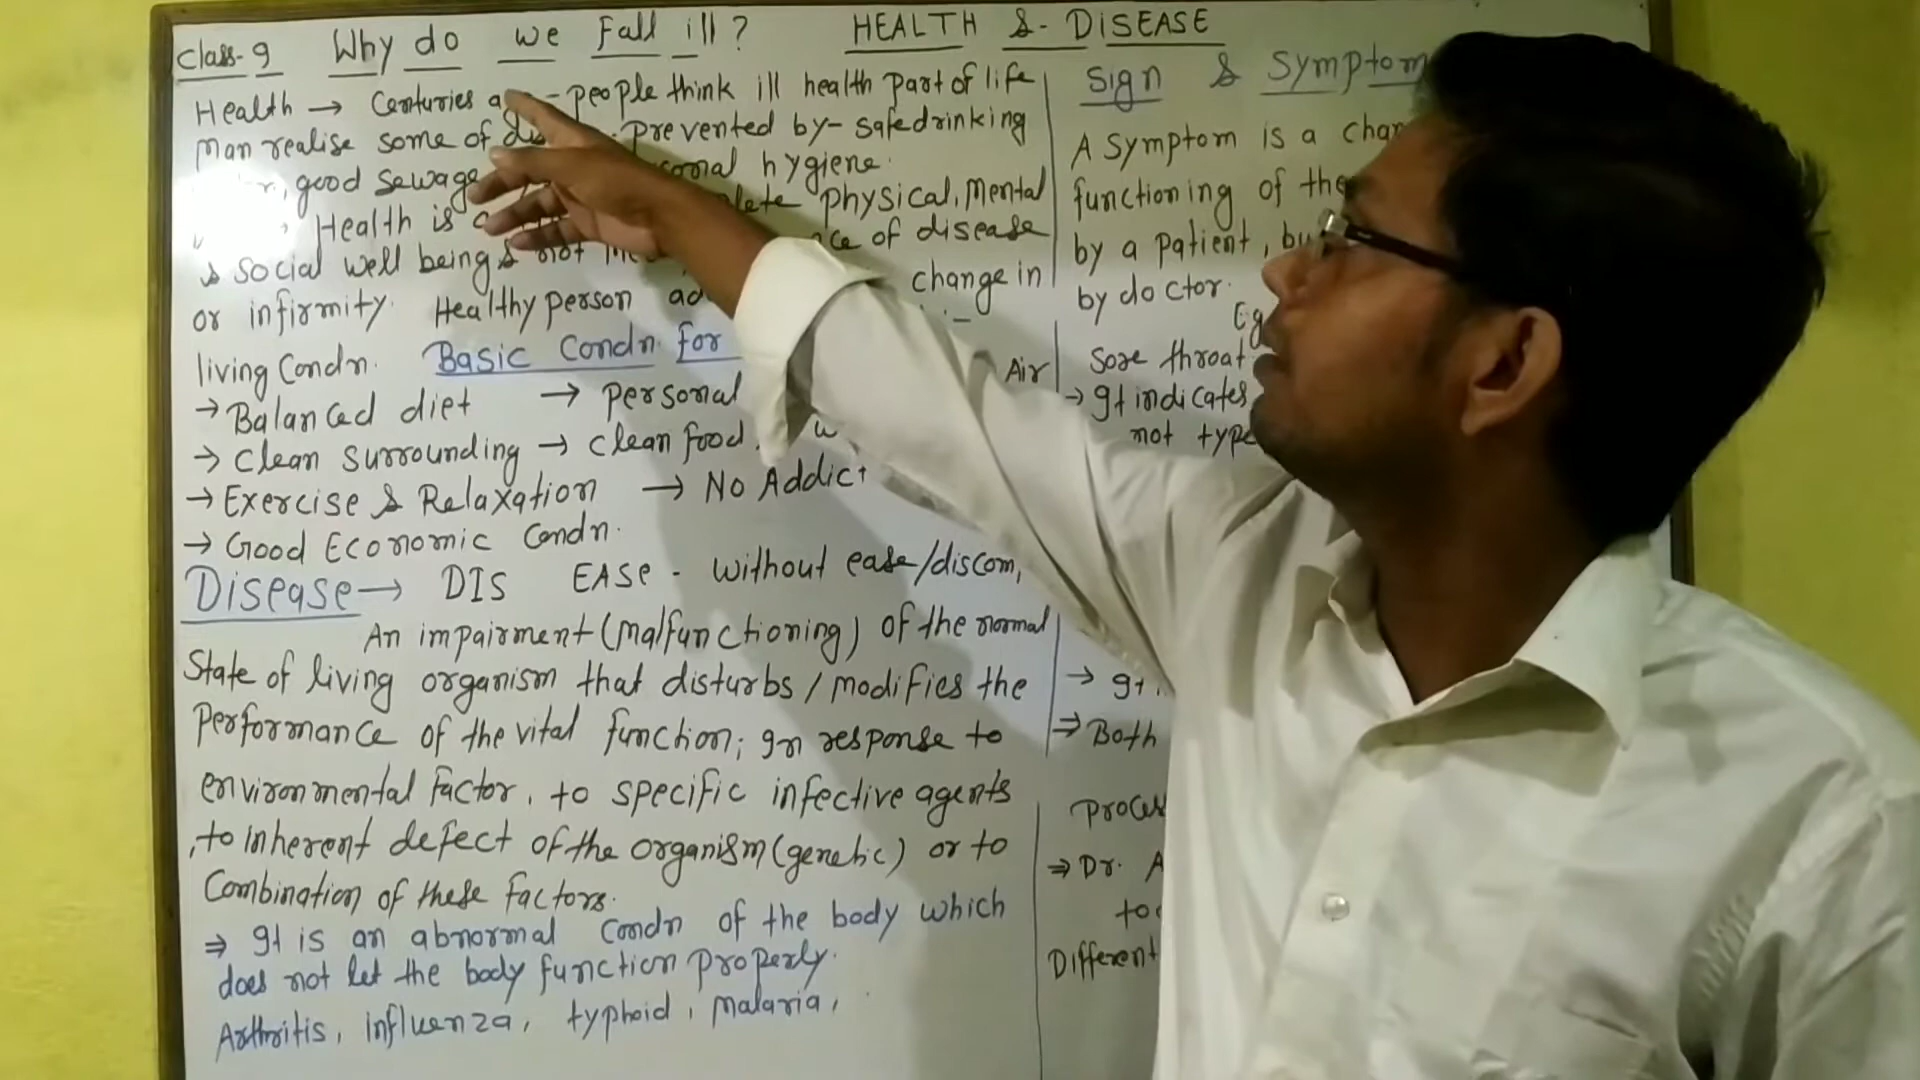 Class-9 Why do we Fall ill? HEALTH & DISEASE
Health → Centuries - people think ill health part of life
Man realise some of prevented by- safe drinking
, good sewage hygiene.
Health is a physical, Mental
& social well being & not of disease
or infirmity. Healthy person change in
living Condn. Basic Condn. for
→ Balanced diet → Personal Air
→ Clean Surrounding → Clean food
→ Exercise & Relaxation → No Addict
→ Good Economic Condn.
Disease → DIS EASE - without ease/discom,
An impairment (malfunctioning) of the normal
State of living organism that disturbs / modifies the
Performance of the vital function; In response to
environmental factor, to specific infective agents
, to inherent defect of the organism (genetic) or to
Combination of these factors.
⇒ It is an abnormal condn of the body which
does not let the body function properly.
Arthritis, influenza, typhoid, Malaria,
Sign & Symptom
A Symptom is a
functioning of the
by a patient,
by doctor.
Eg
Sore throat
→ It indicates
not type
→ It
⇒ Both
⇒ Dr. A
Different